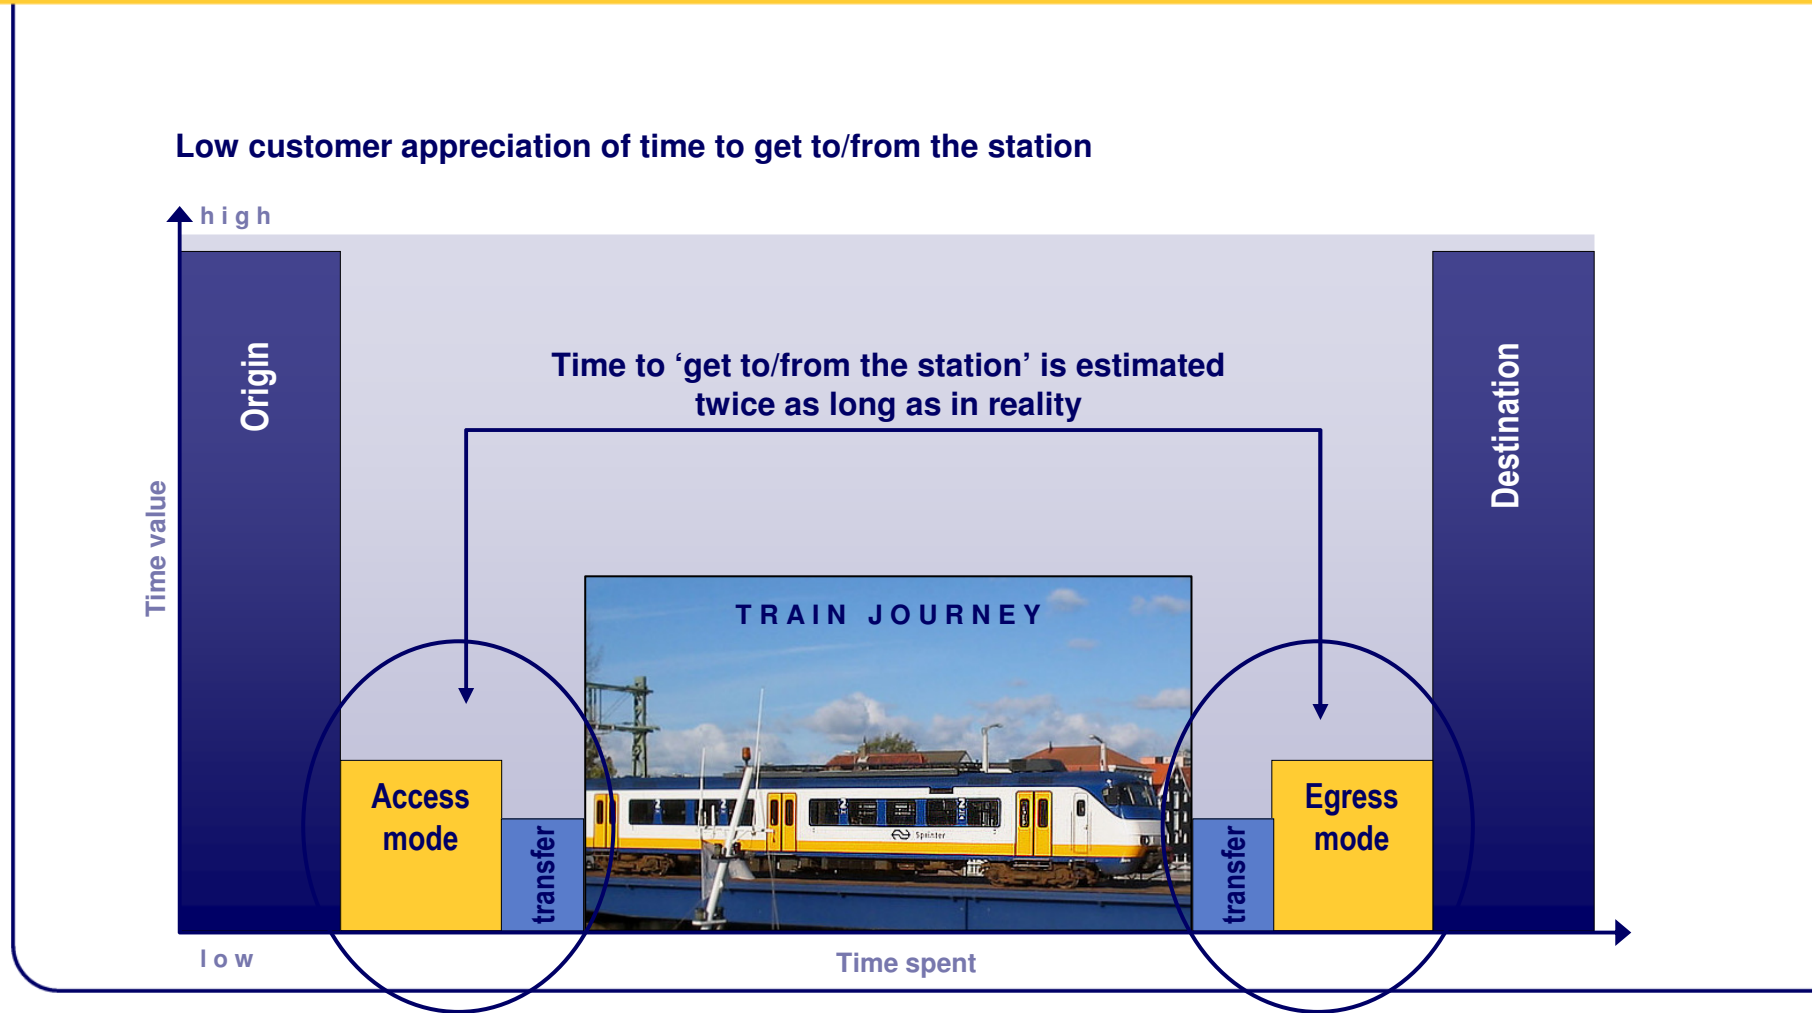 Low customer appreciation of time to get to/from the station
high
Time value
Origin
Time to ‘get to/from the station’ is estimated
twice as long as in reality
Destination
TRAIN JOURNEY
Sprinter
Access
mode
transfer
transfer
Egress
mode
low
Time spent